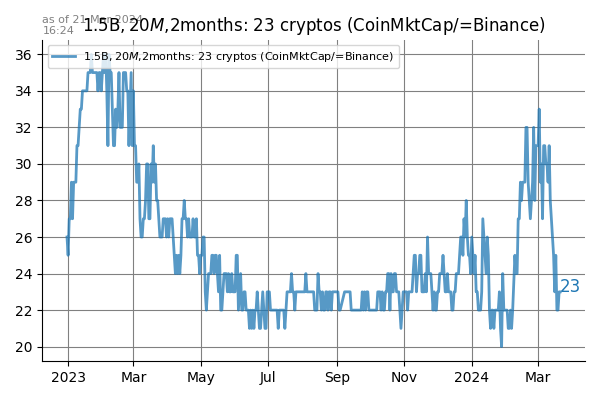 as of 21 Mar 2024
16:24
1.5B, 20M,2months: 23 cryptos (CoinMktCap/=Binance)
1.5B, 20M,2months: 23 cryptos (CoinMktCap/=Binance)
36
34
32
30
28
26
24
22
20
23
2023
Mar
May
Jul
Sep
Nov
2024
Mar